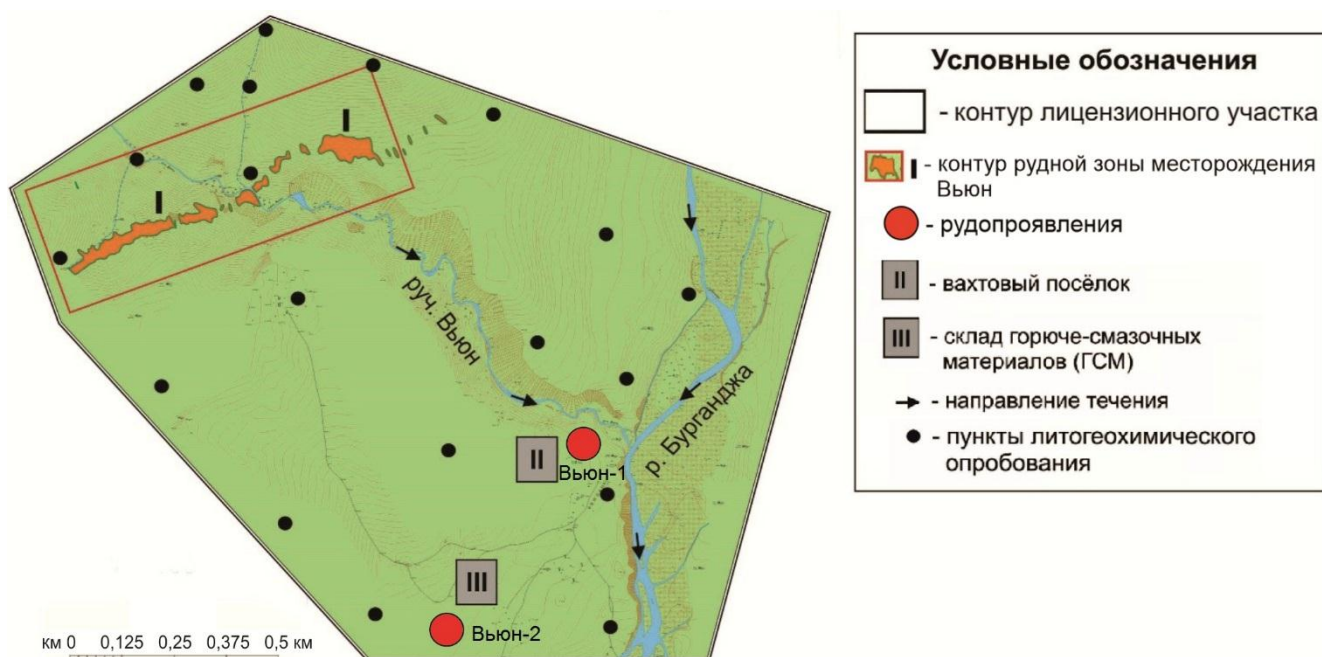 I
I
руч. Вьюн
р. Бурганджа
II
Вьюн-1
III
Вьюн-2
км 0 0,125 0,25 0,375 0,5 км
Условные обозначения
- контур лицензионного участка
I - контур рудной зоны месторождения
Вьюн
- рудопроявления
II - вахтовый посёлок
III - склад горюче-смазочных
материалов (ГСМ)
- направление течения
- пункты литогеохимического
опробования